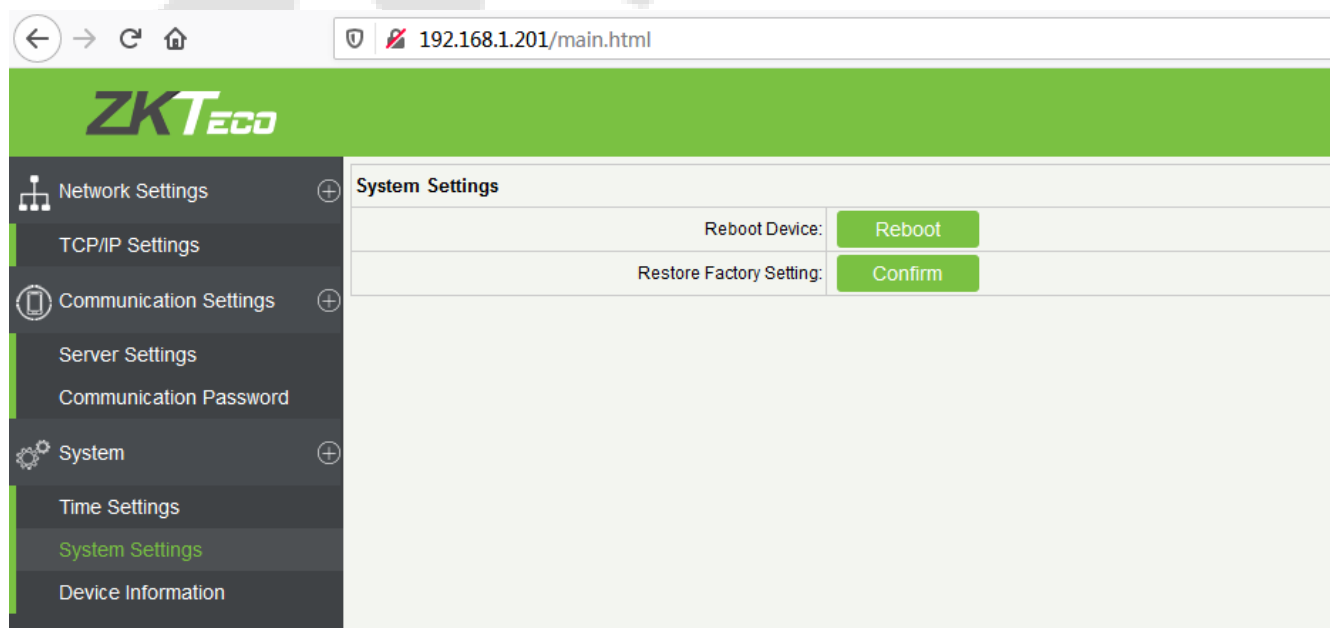 192.168.1.201/main.html
ZKTECO
Network Settings
TCP/IP Settings
Communication Settings
Server Settings
Communication Password
System
Time Settings
System Settings
Device Information
System Settings
Reboot Device: Reboot
Restore Factory Setting: Confirm